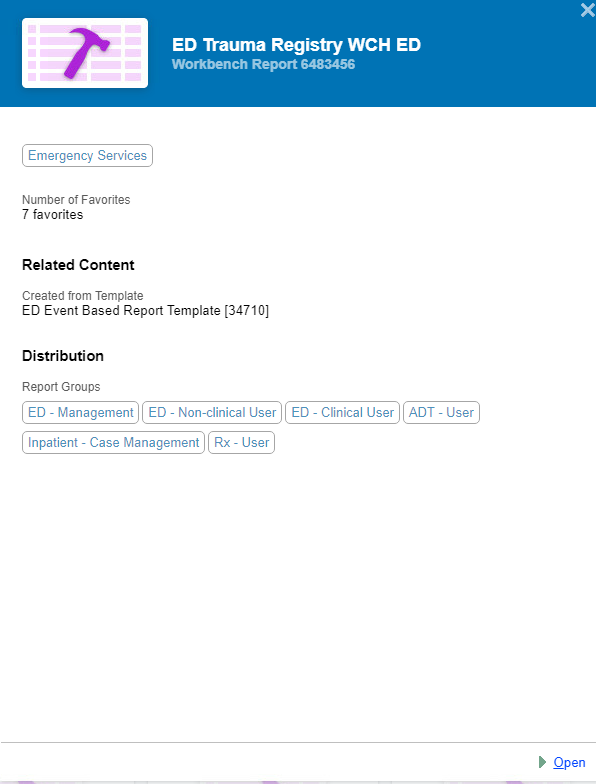 ED Trauma Registry WCH ED
Workbench Report 6483456
Emergency Services
Number of Favorites
7 favorites
Related Content
Created from Template
ED Event Based Report Template [34710]
Distribution
Report Groups
ED - Management ED - Non-clinical User ED - Clinical User ADT - User
Inpatient - Case Management Rx - User
Open